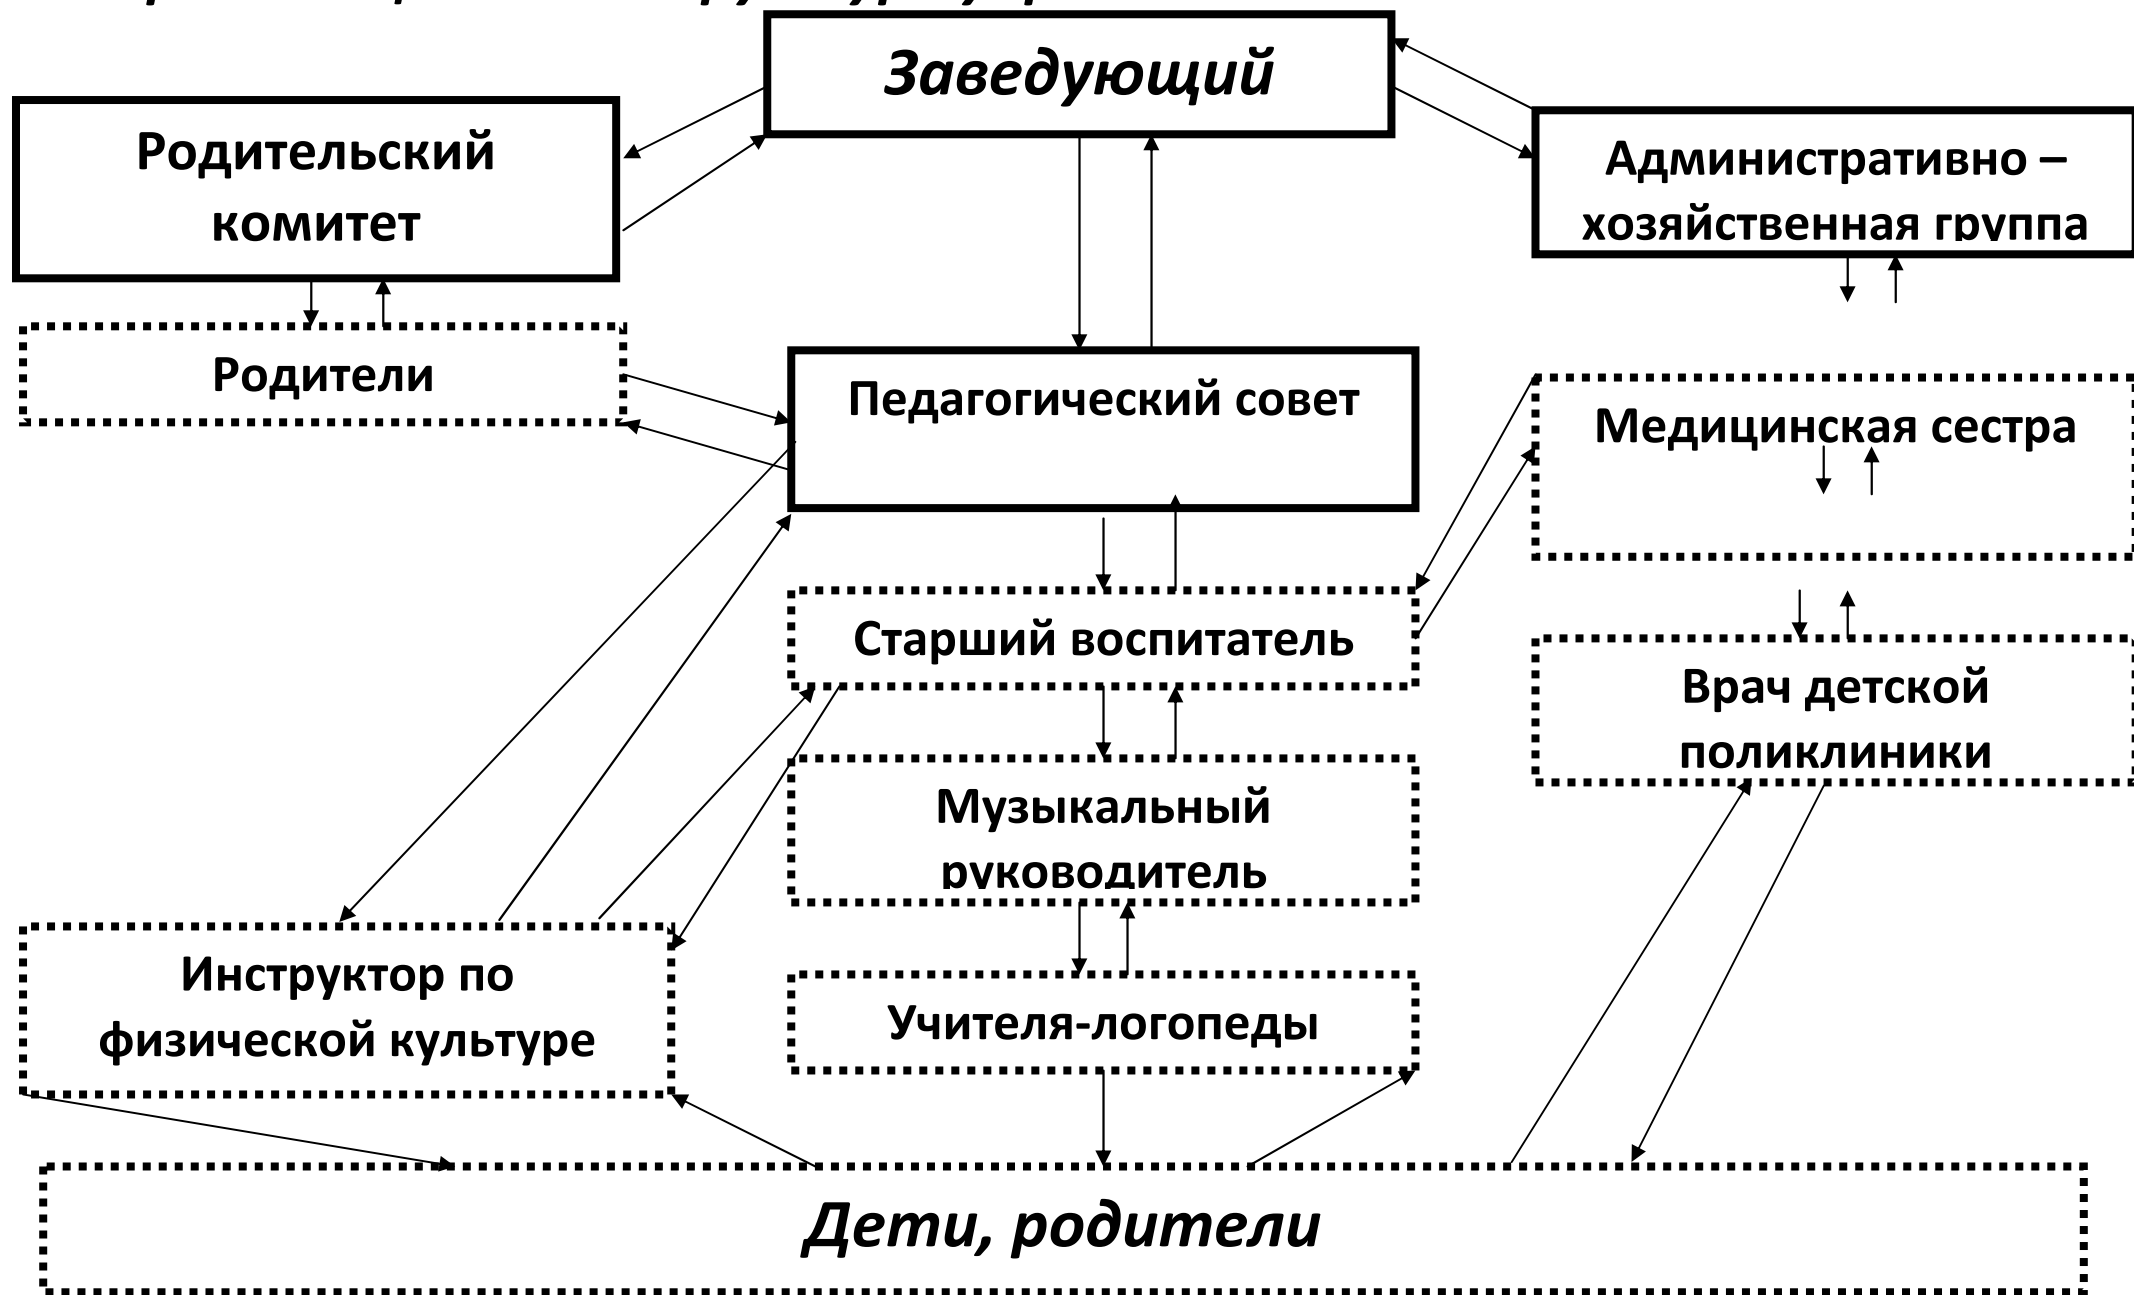 Заведующий
Родительский
комитет
Административно –
хозяйственная группа
Родители
Педагогический совет
Медицинская сестра
Старший воспитатель
Врач детской
поликлиники
Музыкальный
руководитель
Инструктор по
физической культуре
Учителя-логопеды
Дети, родители